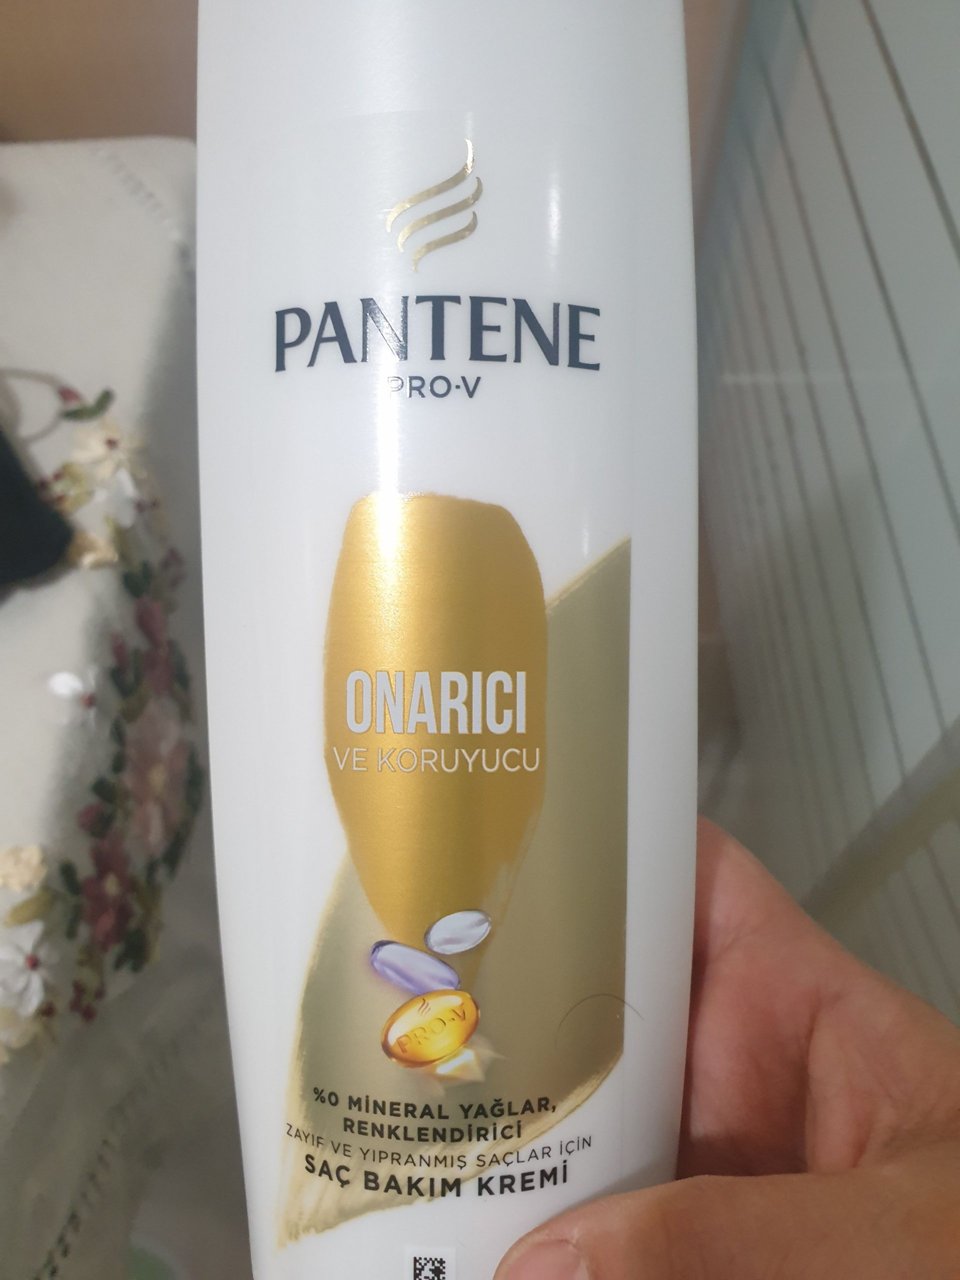 PANTENE
PRO-V
ONARICI
VE KORUYUCU
PRO-V
%0 MİNERAL YAĞLAR,
RENKLENDİRİCİ
ZAYIF VE YIPRANMIŞ SAÇLAR İÇİN
SAÇ BAKIM KREMİ